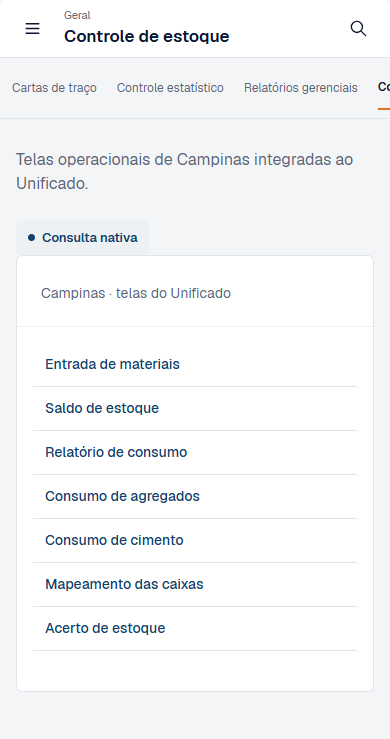 Geral
Controle de estoque
Cartas de traço
Controle estatístico
Relatórios gerenciais
Co
Telas operacionais de Campinas integradas ao
Unificado.
Consulta nativa
Campinas · telas do Unificado
Entrada de materiais
Saldo de estoque
Relatório de consumo
Consumo de agregados
Consumo de cimento
Mapeamento das caixas
Acerto de estoque